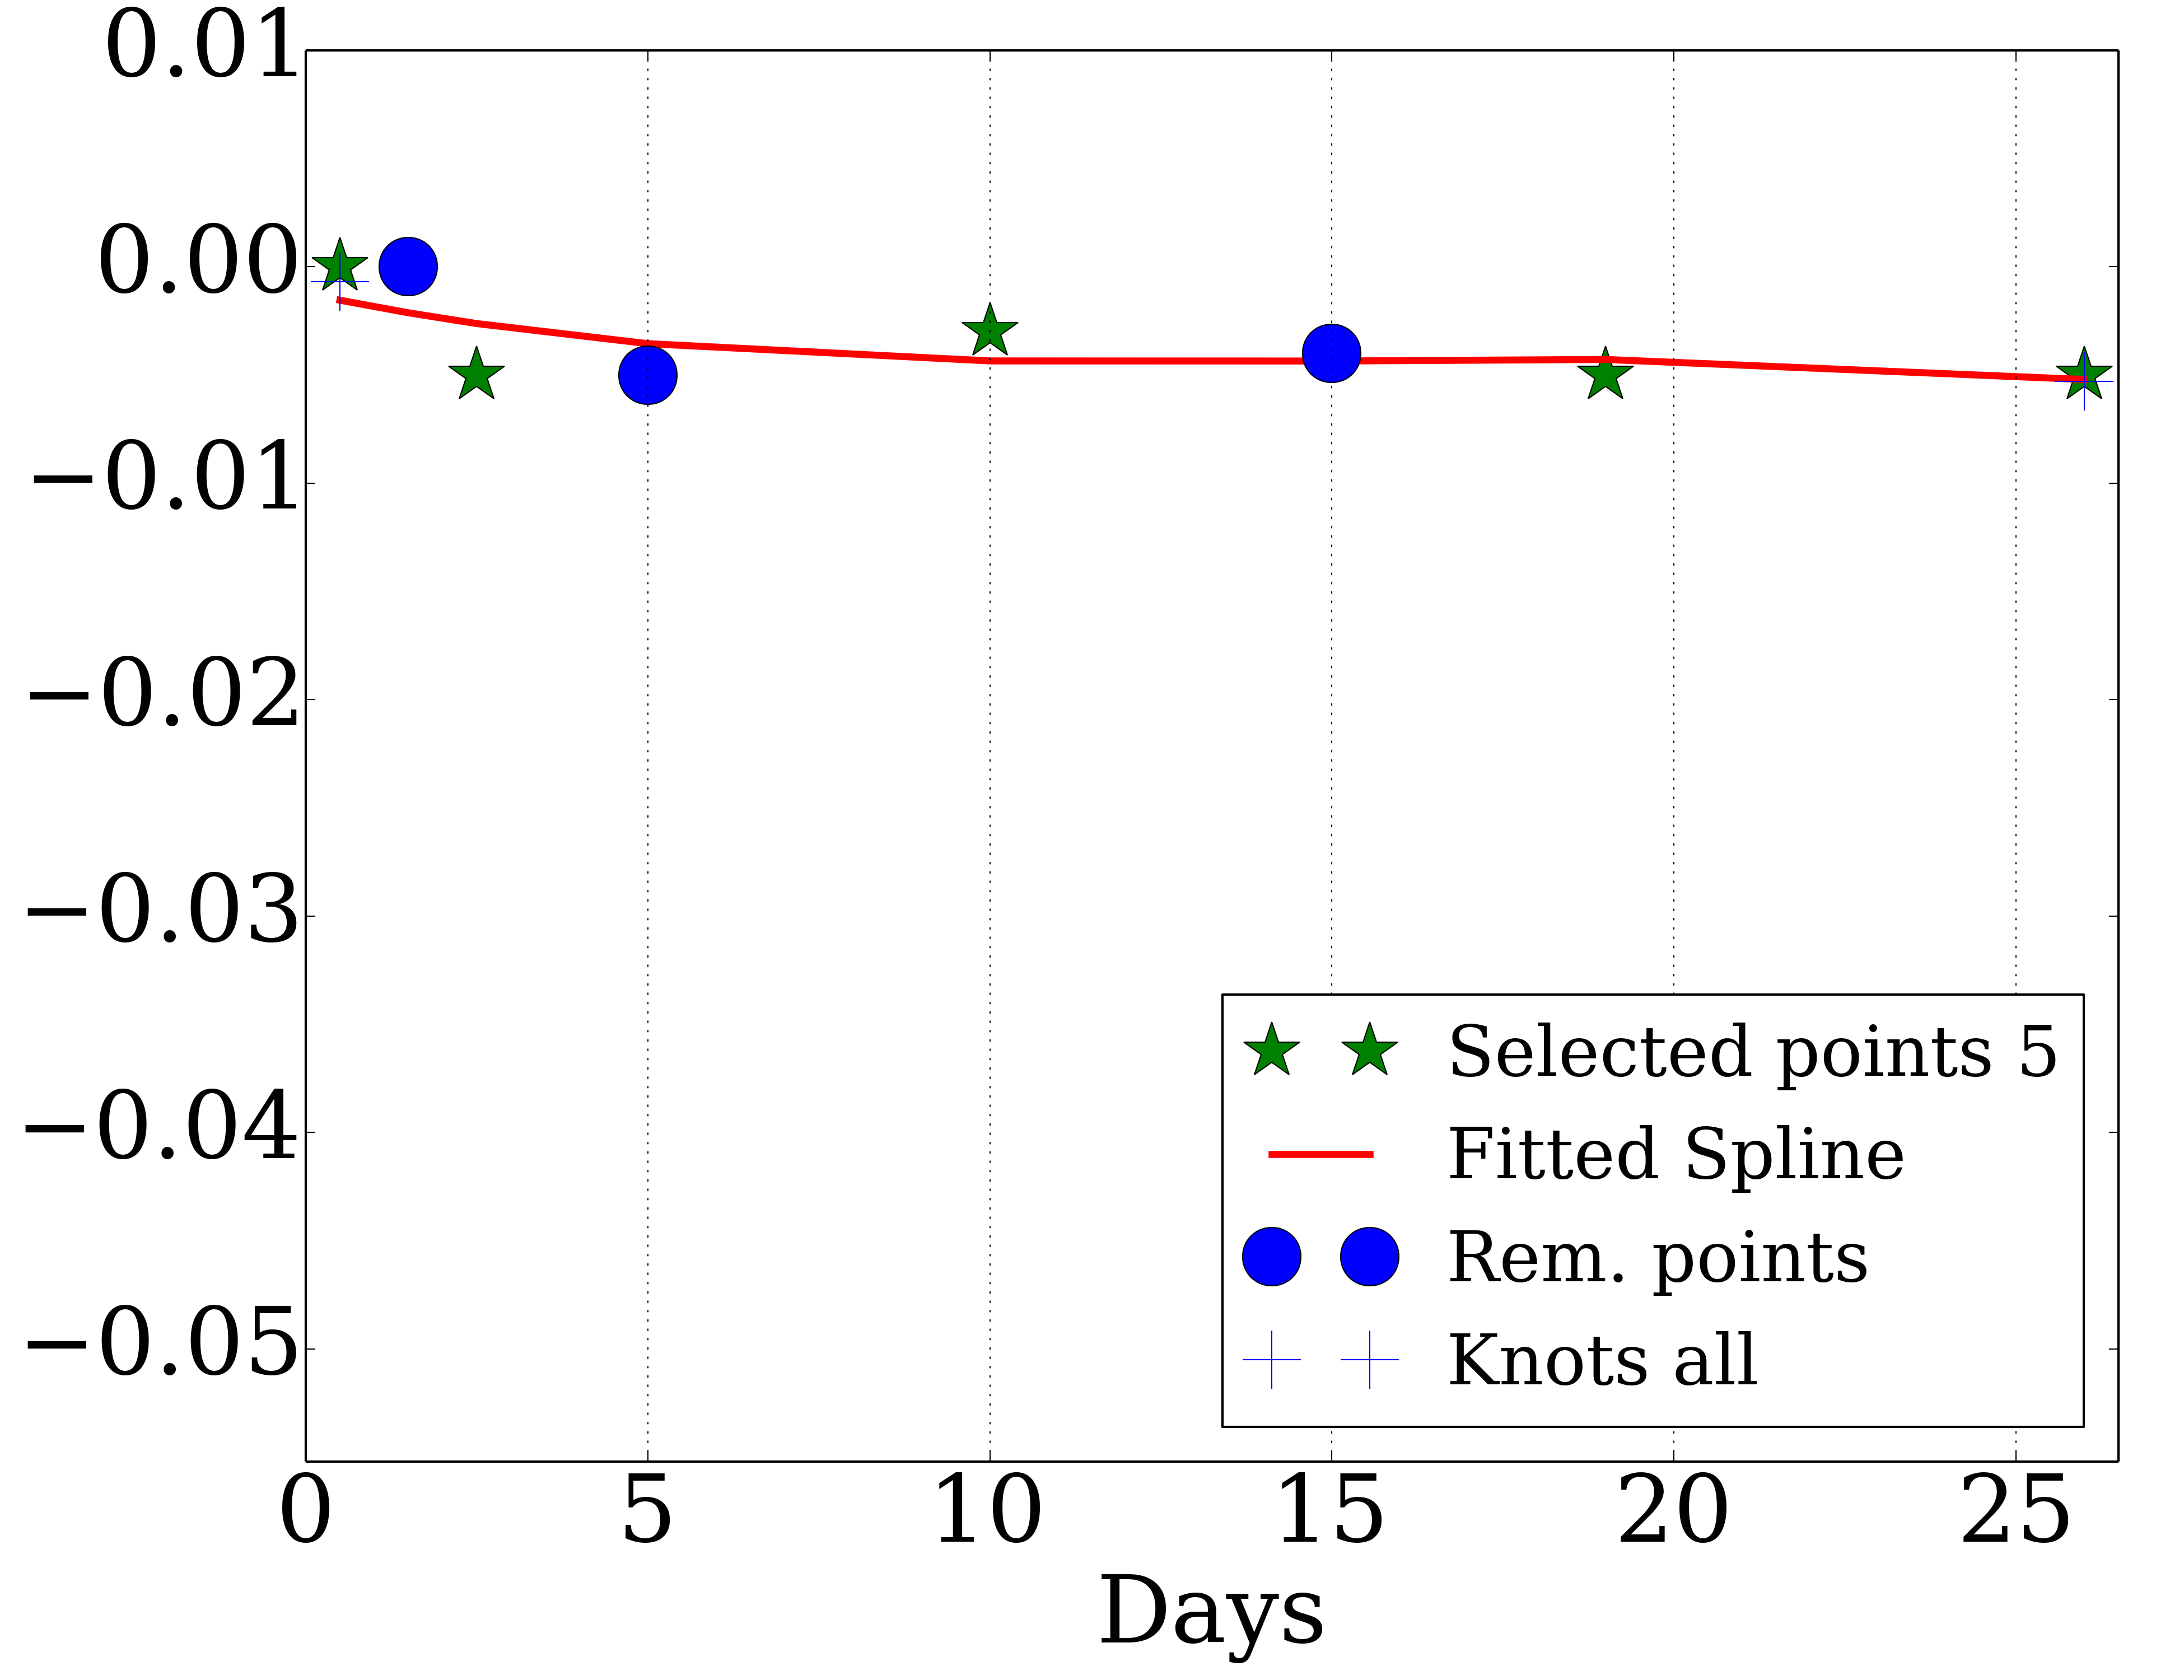 0.01
0.00
−0.01
−0.02
−0.03
−0.04
−0.05
Selected points 5
Fitted Spline
Rem. points
Knots all
0 5 10 15 20 25
Days